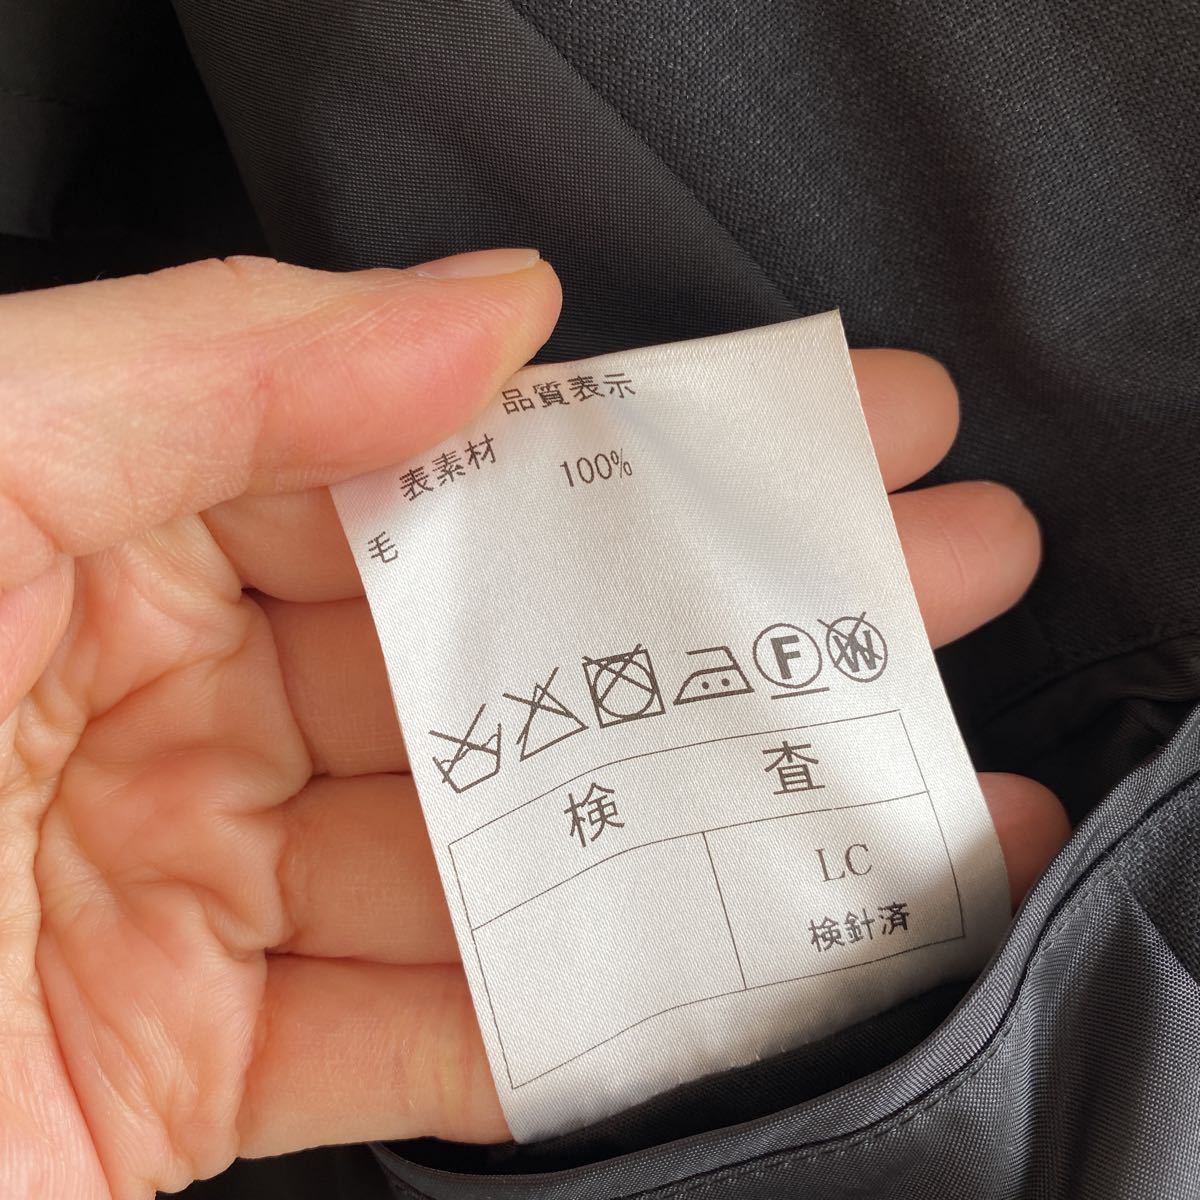 品質表示
表素材
毛 100%
F W
検 査
LC
検針済